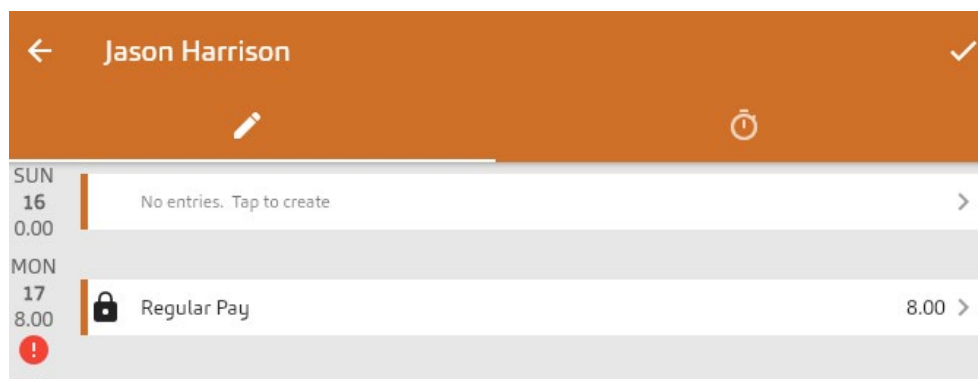 Jason Harrison
SUN
16
0.00
No entries. Tap to create
MON
17
8.00
Regular Pay
8.00